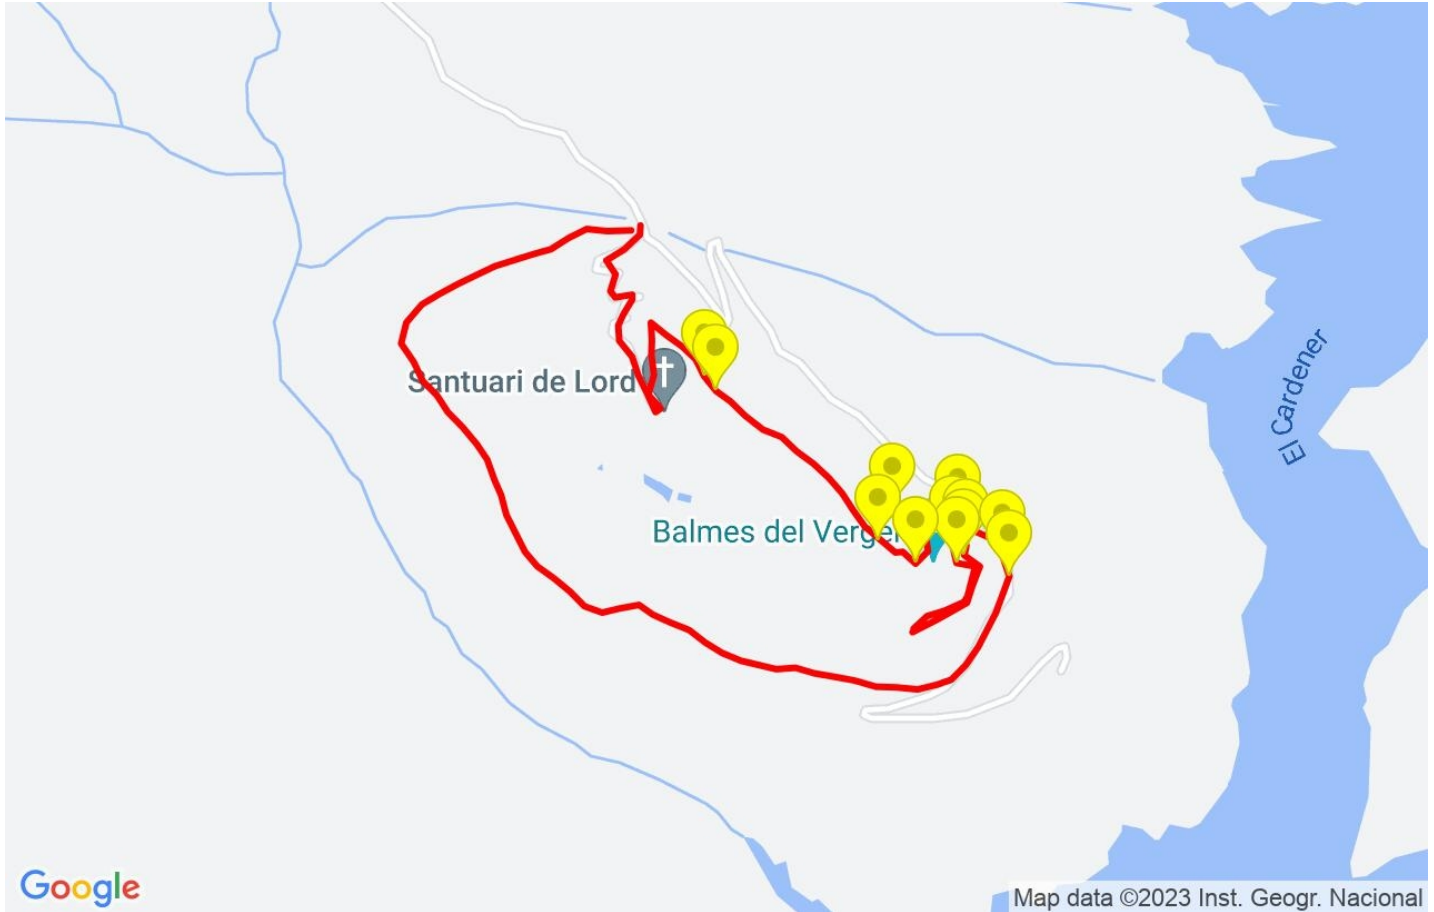 El Cardener
Santuari de Lord
Balmes del Verger
Google
Map data ©2023 Inst. Geogr. Nacional